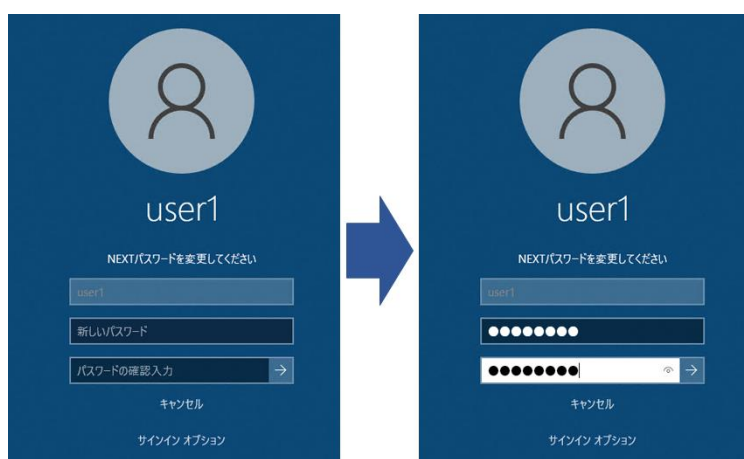 user1
NEXTパスワードを変更してください
user1
新しいパスワード
パスワードの確認入力
キャンセル
サインイン オプション
user1
NEXTパスワードを変更してください
user1
●●●●●●●●
●●●●●●●●
キャンセル
サインイン オプション